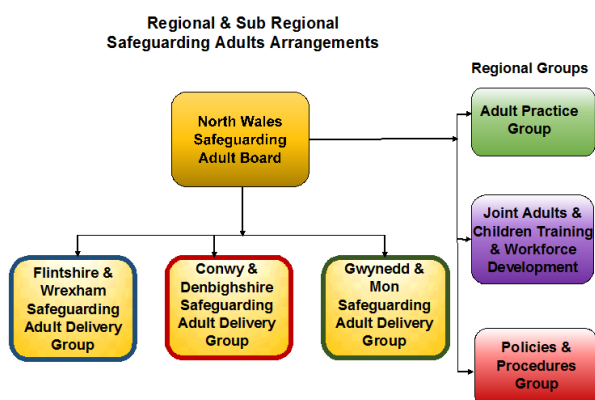 Regional & Sub Regional
Safeguarding Adults Arrangements
Regional Groups
North Wales
Safeguarding
Adult Board
Adult Practice
Group
Joint Adults &
Children Training
& Workforce
Development
Flintshire &
Wrexham
Safeguarding
Adult Delivery
Group
Conwy &
Denbighshire
Safeguarding
Adult Delivery
Group
Gwynedd &
Mon
Safeguarding
Adult Delivery
Group
Policies &
Procedures
Group